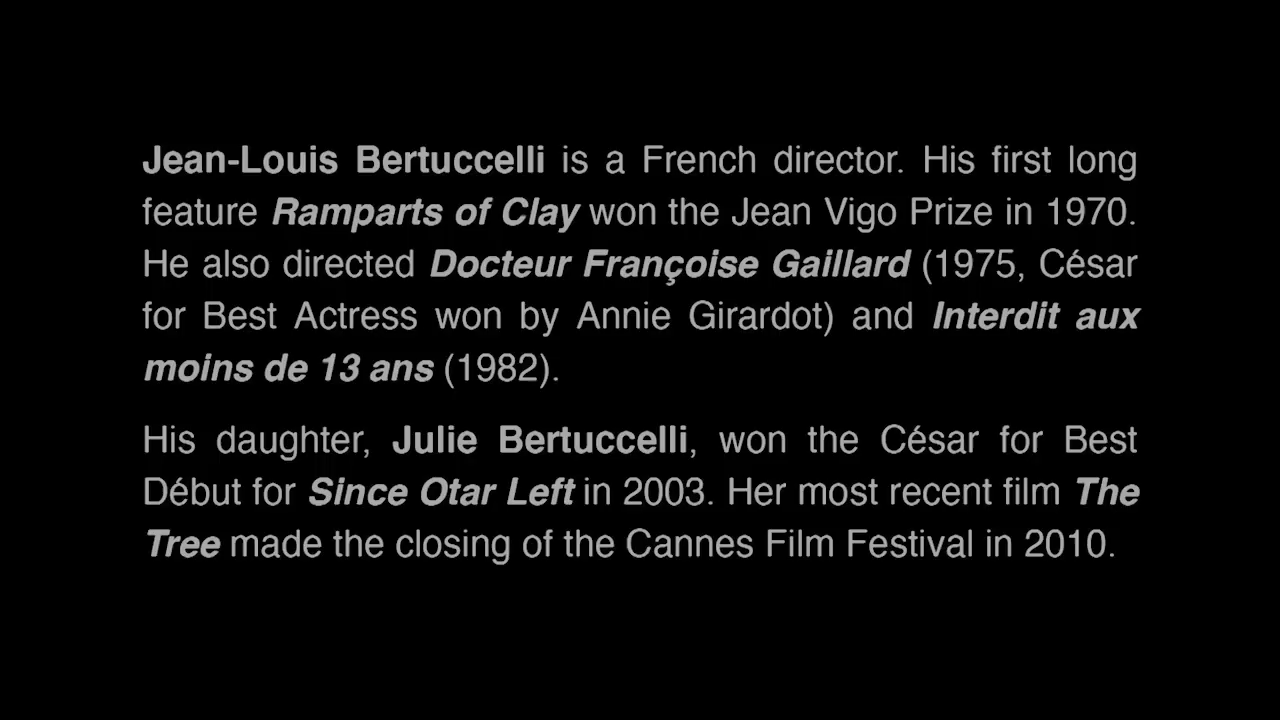 Jean-Louis Bertuccelli is a French director. His first long
feature Ramparts of Clay won the Jean Vigo Prize in 1970.
He also directed Docteur Françoise Gaillard (1975, César
for Best Actress won by Annie Girardot) and Interdit aux
moins de 13 ans (1982).
His daughter, Julie Bertuccelli, won the César for Best
Début for Since Otar Left in 2003. Her most recent film The
Tree made the closing of the Cannes Film Festival in 2010.